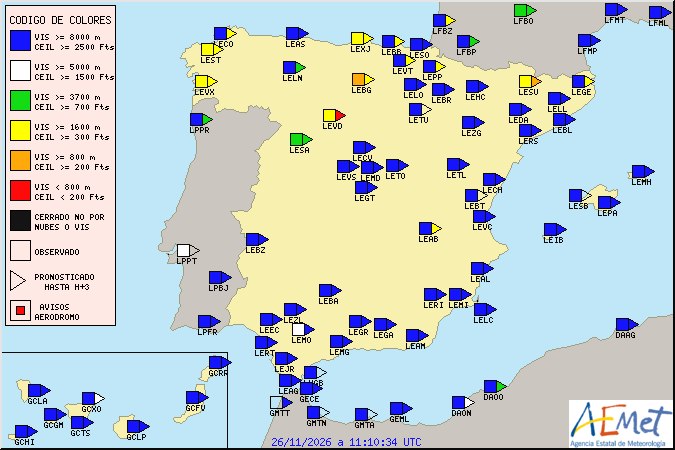 CODIGO DE COLORES
VIS >= 8000 m
CEIL >= 2500 Fts
VIS >= 5000 m
CEIL >= 1500 Fts
VIS >= 3700 m
CEIL >= 700 Fts
VIS >= 1600 m
CEIL >= 300 Fts
VIS >= 800 m
CEIL >= 200 Fts
VIS < 800 m
CEIL < 200 Fts
CERRADO NO POR
NUBES O VIS
OBSERVADO
PRONOSTICADO
HASTA H+3
AVISOS
AERODROMO
LFBO
LFMT
LFML
LFBZ
LECO
LEAS
LEXJ
LEBB
LESO
LFBP
LFMP
LEST
LEVT
LEPP
LELN
LEVX
LEBG
LELO
LEBR
LEHC
LESU
LEGE
LELL
LPPR
LEVD
LETU
LEDA
LEZG
LERS
LEBL
LESA
LECV
LEVS
LEMD
LETO
LETL
LEGT
LECH
LEMH
LEBT
LESB
LEPA
LEVC
LEAB
LEIB
LEBZ
LPPT
LPBJ
LEAL
LEBA
LERI
LEMI
LEZL
LELC
LPFR
LEEC
LEMO
LEGR
LEGA
DAAG
LERT
LEMG
LEAM
LEJR
GCRR
LEAG
GECE
GCLA
GCXO
GCFV
GMTT
DAOO
GCGM
GCTS
GMTN
GMTA
GEML
DAON
GCHI
GCLP
26/11/2026 a 11:10:34 UTC
AEMet
Agencia Estatal de Meteorología